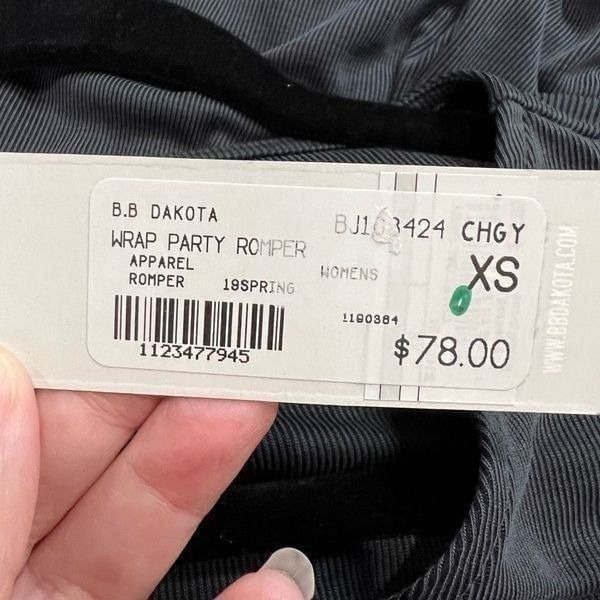 B.B DAKOTA
WRAP PARTY ROMPER
APPAREL
ROMPER 19SPRING WOMENS
CHGY
XS
1190384
1123477945
$78.00
WWW.BBDAKOTA.COM